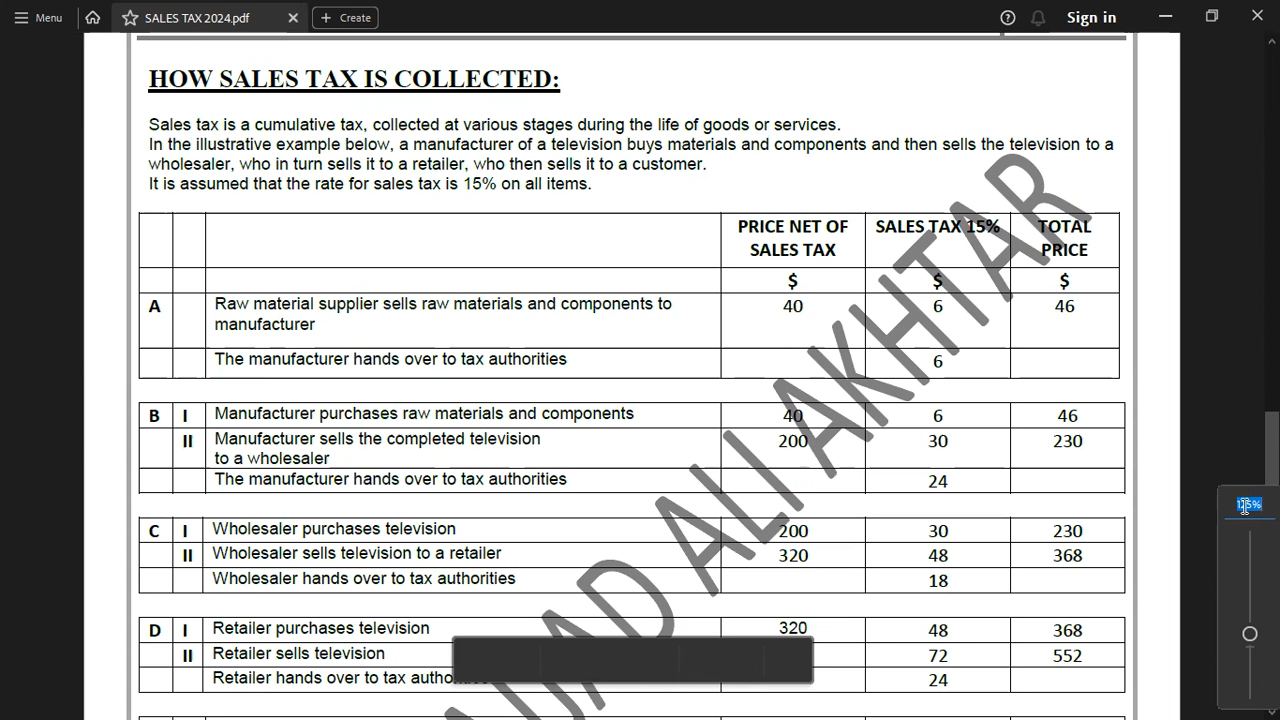 Menu
SALES TAX 2024.pdf
Create
Sign in
HOW SALES TAX IS COLLECTED:
Sales tax is a cumulative tax, collected at various stages during the life of goods or services.
In the illustrative example below, a manufacturer of a television buys materials and components and then sells the television to a
wholesaler, who in turn sells it to a retailer, who then sells it to a customer.
It is assumed that the rate for sales tax is 15% on all items.
PRICE NET OF SALES TAX 15% TOTAL
SALES TAX PRICE
$ $ $
A Raw material supplier sells raw materials and components to 40 6 46
manufacturer
The manufacturer hands over to tax authorities 6
B I Manufacturer purchases raw materials and components 40 6 46
II Manufacturer sells the completed television 200 30 230
to a wholesaler
The manufacturer hands over to tax authorities 24
C I Wholesaler purchases television 200 30 230
II Wholesaler sells television to a retailer 320 48 368
Wholesaler hands over to tax authorities 18
D I Retailer purchases television 320 48 368
II Retailer sells television 72 552
Retailer hands over to tax 24
ALI AKHTAR
125%